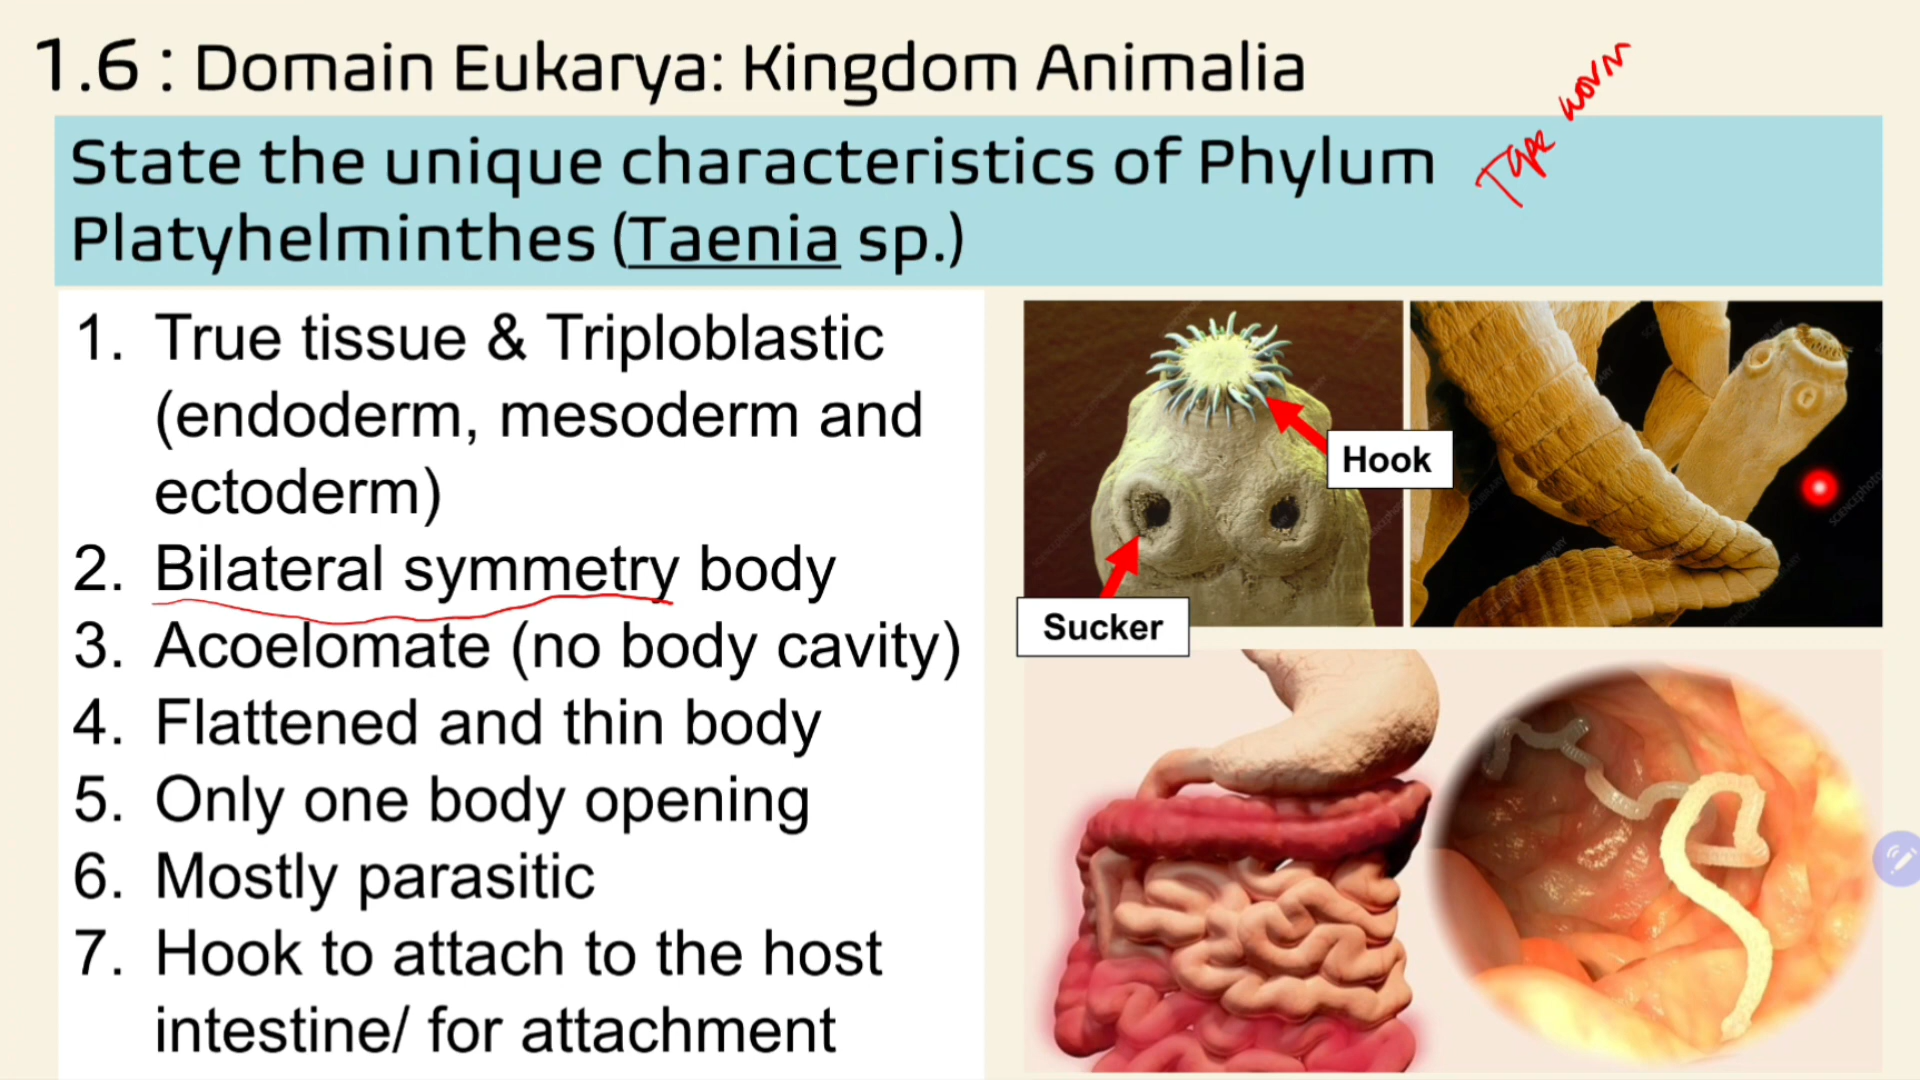 1.6 : Domain Eukarya: Kingdom Animalia
Tape worm
State the unique characteristics of Phylum
Platyhelminthes (Taenia sp.)
1. True tissue & Triploblastic
(endoderm, mesoderm and
ectoderm)
2. Bilateral symmetry body
3. Acoelomate (no body cavity)
4. Flattened and thin body
5. Only one body opening
6. Mostly parasitic
7. Hook to attach to the host
intestine/ for attachment
Hook
Sucker